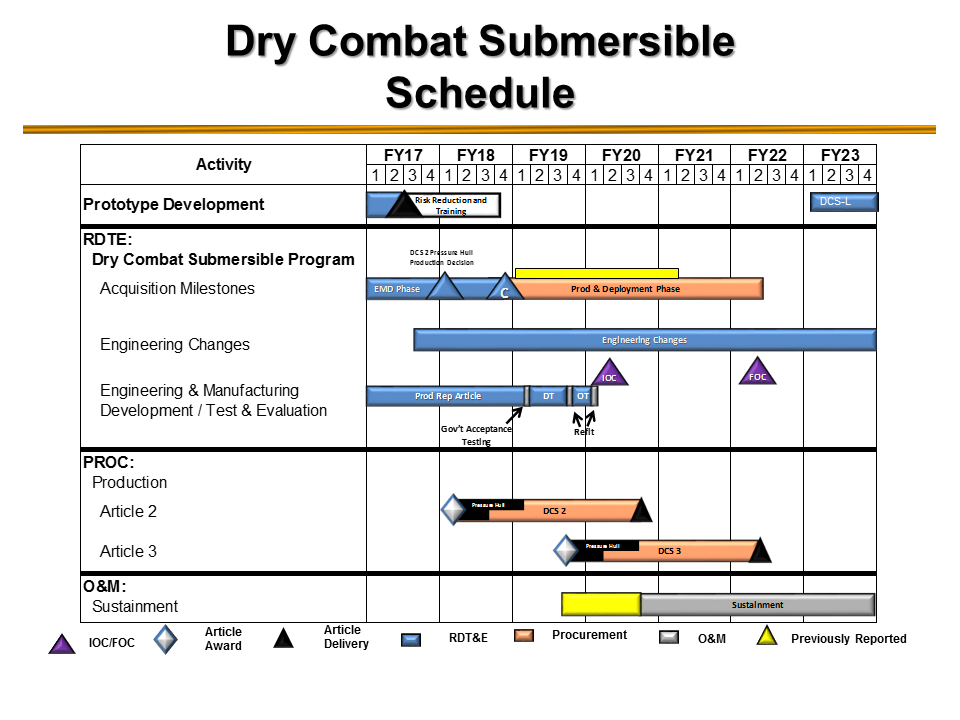 Dry Combat Submersible
Schedule
Activity FY17 FY18 FY19 FY20 FY21 FY22 FY23
1 2 3 4 1 2 3 4 1 2 3 4 1 2 3 4 1 2 3 4 1 2 3 4 1 2 3 4
Prototype Development
Risk Reduction and
Training
DCS-L
RDTE:
Dry Combat Submersible Program
DCS 2 Pressure Hull
Production Decision
Acquisition Milestones
EMD Phase
C
Prod & Deployment Phase
Engineering Changes
Engineering Changes
IOC
FOC
Engineering & Manufacturing
Development / Test & Evaluation
Prod Rep Article
DT
OT
Gov't Acceptance
Testing
Refit
PROC:
Production
Article 2
Pressure Hull
DCS 2
Article 3
Pressure Hull
DCS 3
O&M:
Sustainment
Sustainment
IOC/FOC
Article
Award
Article
Delivery
RDT&E
Procurement
O&M
Previously Reported